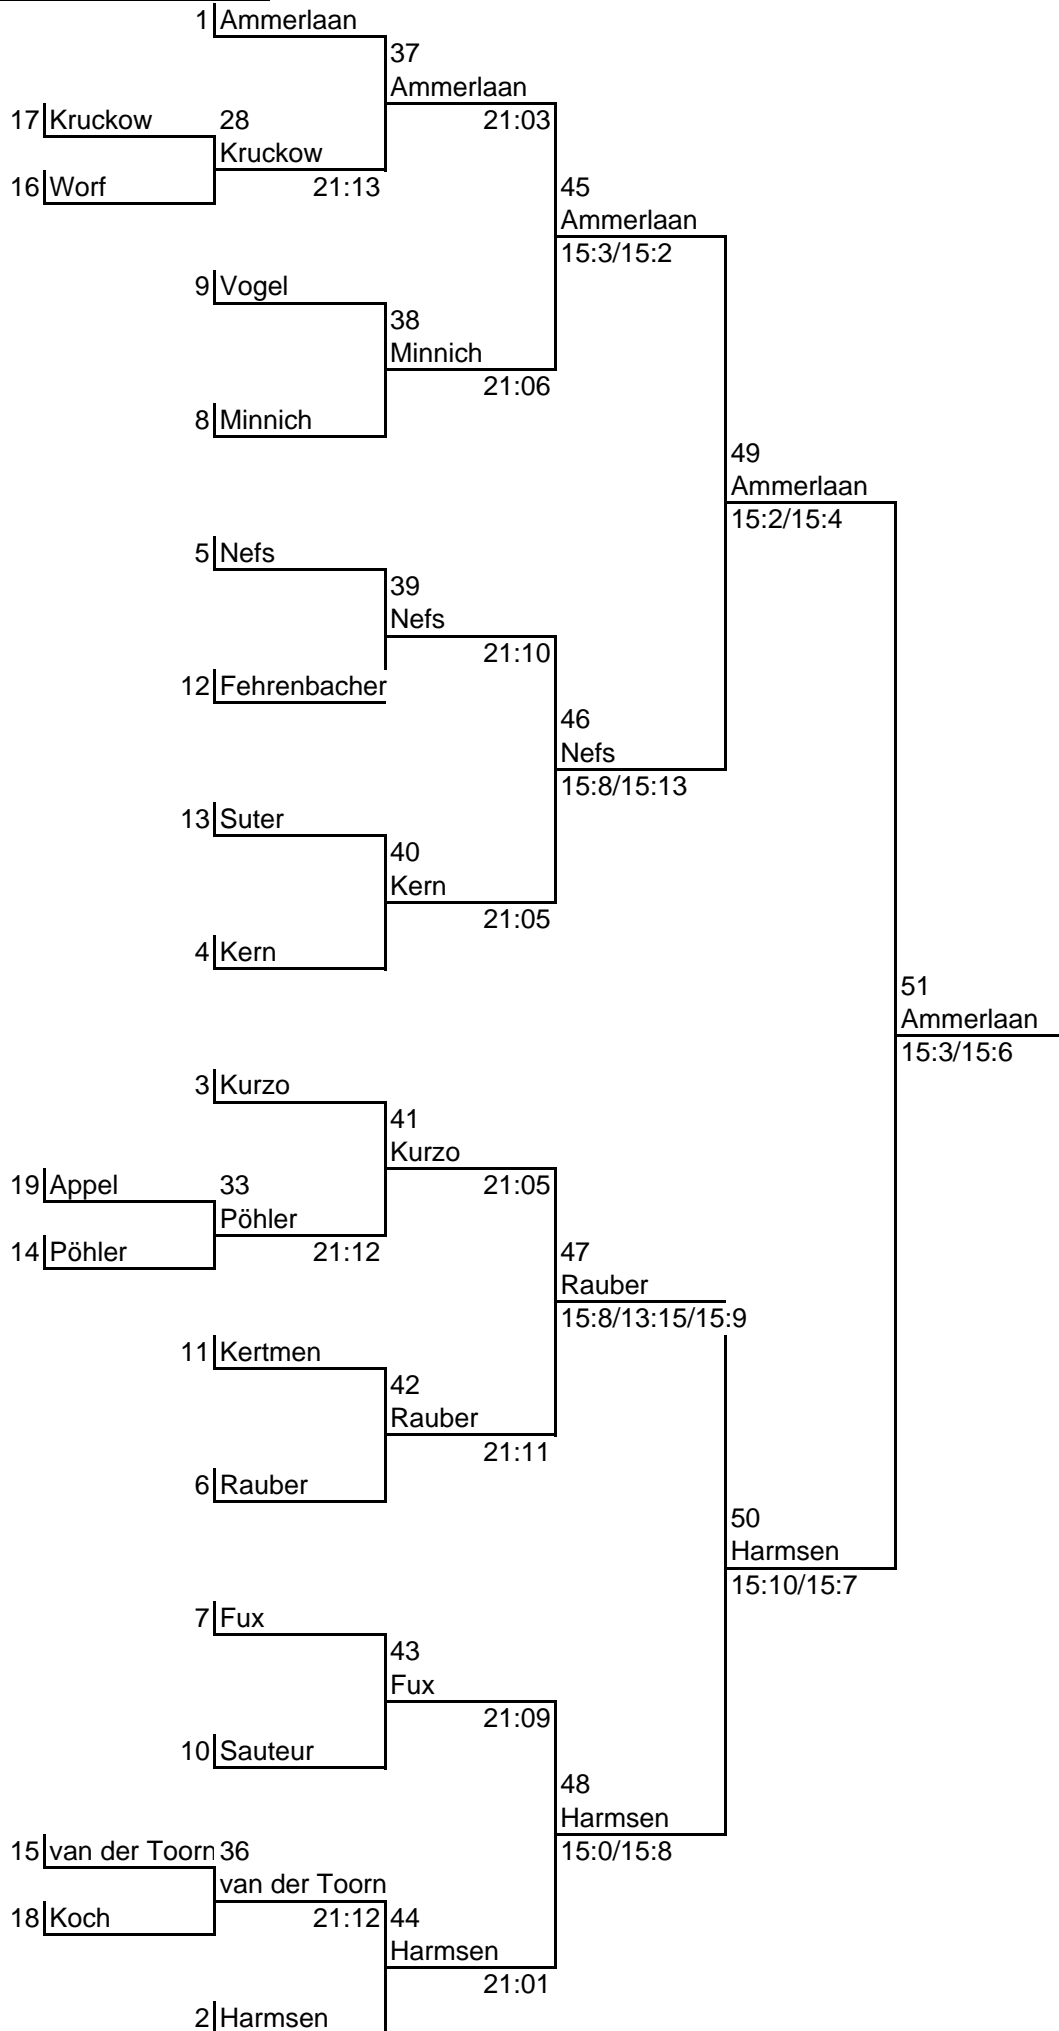 1 Ammerlaan
37
Ammerlaan
17 Kruckow 28 21:03
Kruckow
16 Worf 21:13 45
Ammerlaan
15:3/15:2
9 Vogel
38
Minnich
21:06
8 Minnich
49
Ammerlaan
15:2/15:4
5 Nefs
39
Nefs
21:10
12 Fehrenbacher
46
Nefs
15:8/15:13
13 Suter
40
Kern
21:05
4 Kern
51
Ammerlaan
15:3/15:6
3 Kurzo
41
Kurzo
19 Appel 33 21:05
Pöhler
14 Pöhler 21:12 47
Rauber
15:8/13:15/15:9
11 Kertmen
42
Rauber
21:11
6 Rauber
50
Harmsen
15:10/15:7
7 Fux
43
Fux
21:09
10 Sauteur
48
Harmsen
15 van der Toorn 36 15:0/15:8
van der Toorn
18 Koch 21:12 44
Harmsen
21:01
2 Harmsen